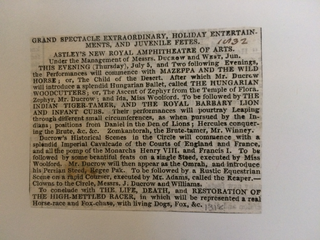 1832
GRAND SPECTACLE EXTRAORDINARY, HOLIDAY ENTERTAIN-
MENTS, AND JUVENILE FETES.
ASTLEY'S NEW ROYAL AMPHITHEATRE OF ARTS.
Under the Management of Messrs. Ducrow and West, Jun.
THIS EVENING (Thursday), July 5, and Two following Evenings,
the Performances will commence with MAZEPPA AND THE WILD
HORSE; or, The Child of the Desert. After which Mr. Ducrow
will introduce a splendid Hungarian Ballet, called THE HUNGARIAN
WOODCUTTERS; or, The Dance of Zephyr from the Temple of Flora.
Zephyr, Mr. Ducrow; and Ida, Miss Woolford. To be followed by THE
INDIAN TIGER-TAMER, AND THE ROYAL BARBARY LION
AND INFANT CHIEF. Their performances will pourtray Leaping
through different small circumferences, as when pursued by the In-
dians; positions from Daniel in the Den of Lions; Hercules conquer-
ing the Brute, &c. &c. Zomkanterah, the Brute-tamer, Mr. Winney.
Ducrow's Historical Scenes in the Circle will commence with a
splendid Imperial Cavalcade of the Courts of England and France,
and all the pomp of the Monarchs Henry VIII. and Francis I. To be
followed by some beautiful feats on a single Steed, executed by Miss
Woolford. Mr. Ducrow will then appear as the Omrah, and introduce
his Persian Steed, Regee Pak. To be followed by a Rustic Equestrian
Scene on a rapid Courser, executed by Mr. Adams, called the Reaper.—
Clowns to the Circle, Messrs. J. Ducrow and Williams.
To conclude with THE LIFE, DEATH, and RESTORATION OF
THE HIGH-METTLED RACER, in which will be represented a real
Horse-race and Fox-chase, with living Dogs, Fox, &c.